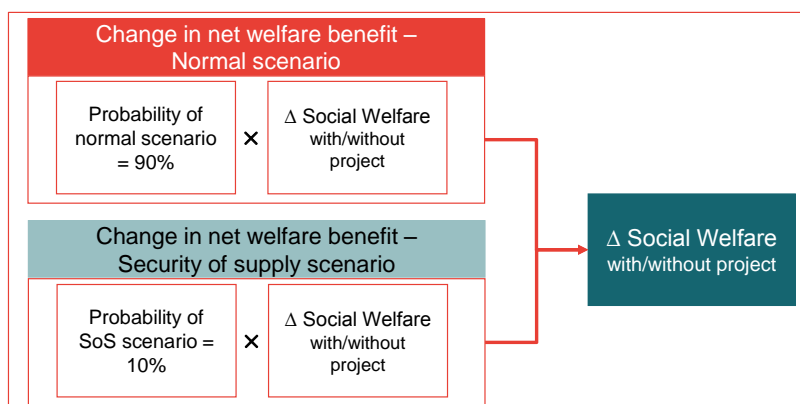 Change in net welfare benefit –
Normal scenario
Probability of
normal scenario
= 90%
×
Δ Social Welfare
with/without
project
Change in net welfare benefit –
Security of supply scenario
Probability of
SoS scenario =
10%
×
Δ Social Welfare
with/without
project
Δ Social Welfare
with/without project